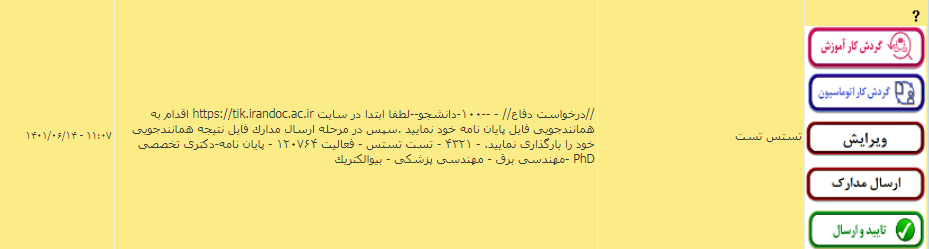 ?
گردش کار آموزش
گردش کار اتوماسیون
ویرایش
ارسال مدارک
تایید و ارسال
تستس تست
//درخواست دفاع// - --۱۰۰-دانشجو--لطفا ابتدا در سایت https://tik.irandoc.ac.ir اقدام به
همانندجویی فایل پایان نامه خود نمایید .سپس در مرحله ارسال مدارك فایل نتیجه همانندجویی
خود را بارگذاری نمایید. - ۴۳۲۱ - تست تستس - فعالیت ۱۲۰۷۶۴ - پایان نامه-دکتری تخصصی
PhD -مهندسی برق - مهندسی پزشکی - بیوالکتریك
۱۴۰۱/۰۶/۱۴ - ۱۱:۰۷